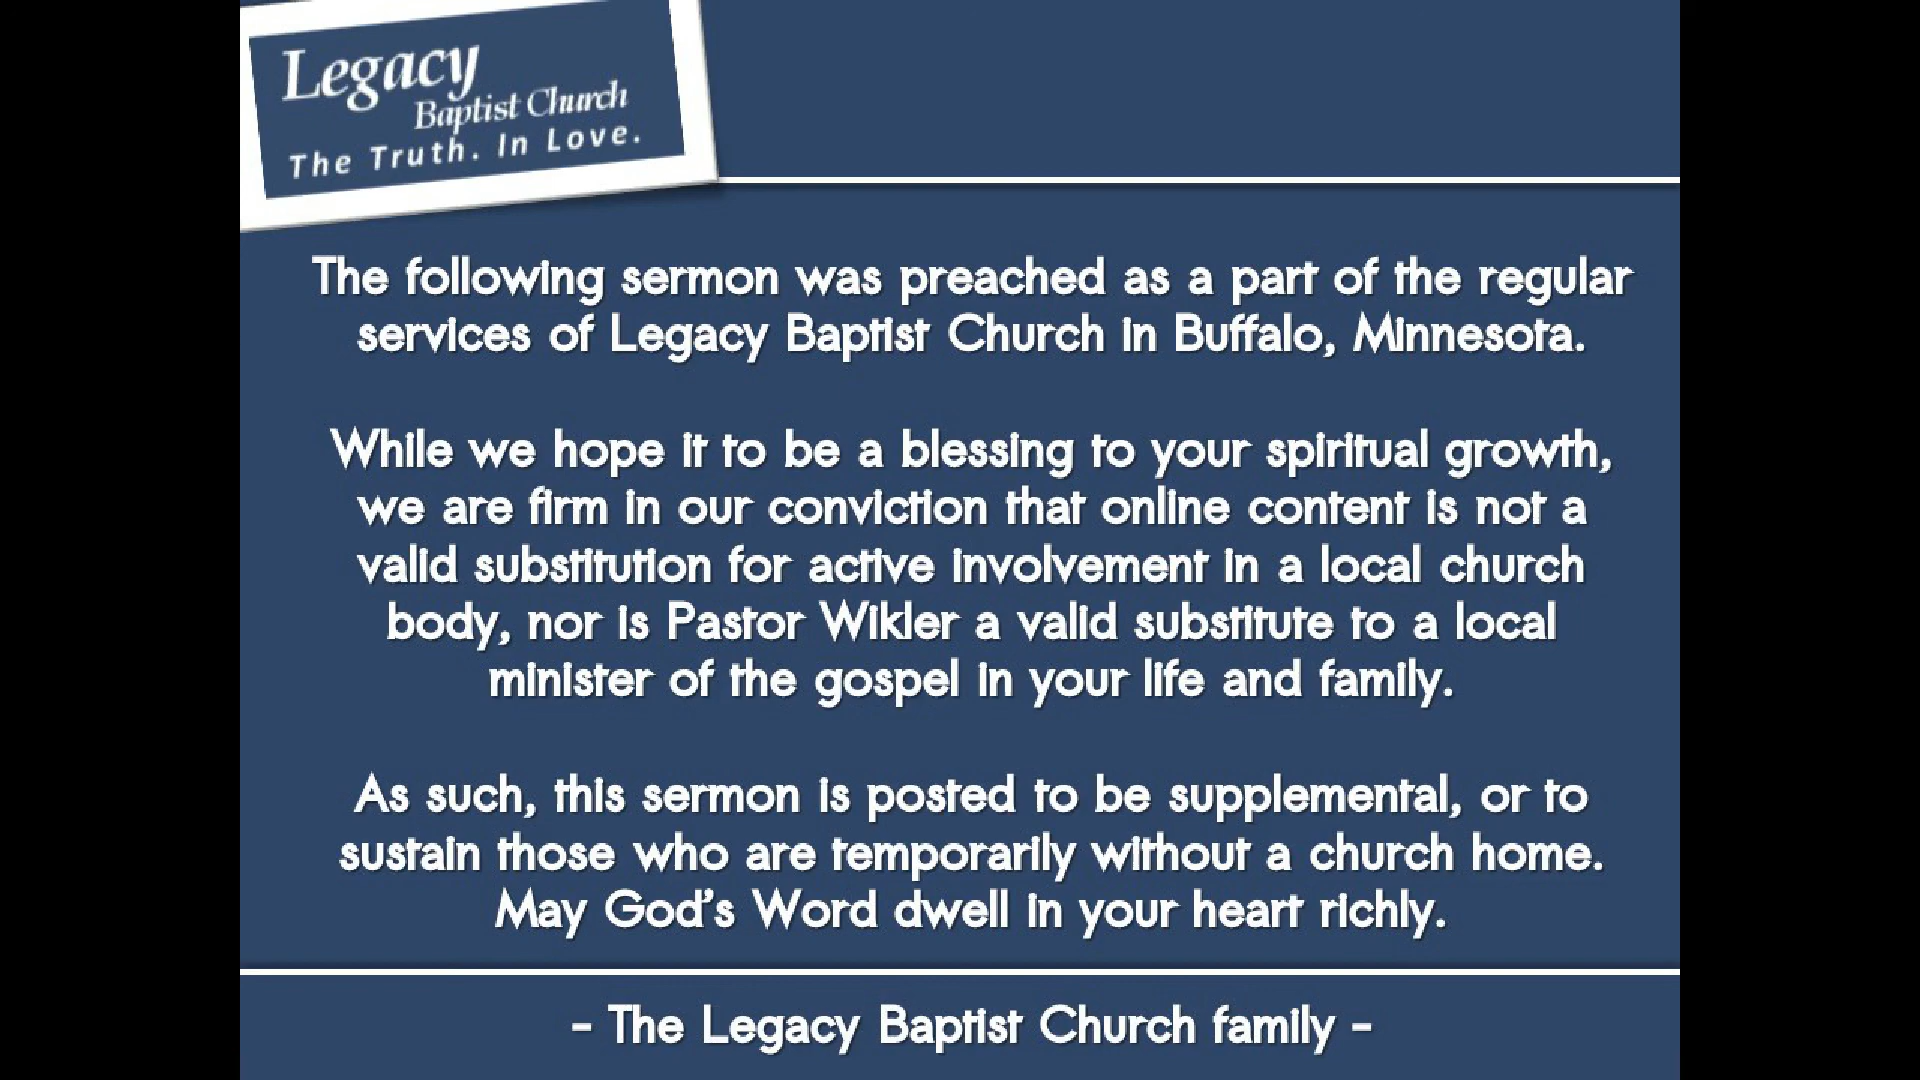 Legacy
Baptist Church
The Truth. In Love.
The following sermon was preached as a part of the regular
services of Legacy Baptist Church in Buffalo, Minnesota.
While we hope it to be a blessing to your spiritual growth,
we are firm in our conviction that online content is not a
valid substitution for active involvement in a local church
body, nor is Pastor Wikler a valid substitute to a local
minister of the gospel in your life and family.
As such, this sermon is posted to be supplemental, or to
sustain those who are temporarily without a church home.
May God's Word dwell in your heart richly.
- The Legacy Baptist Church family -